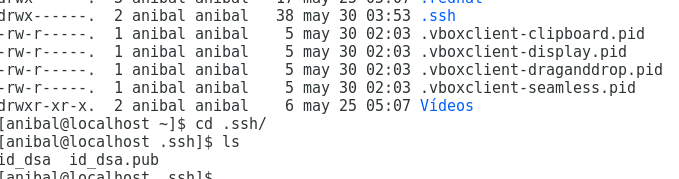 drwx------. 2 anibal anibal 38 may 30 03:53 .ssh
-rw-r-----. 1 anibal anibal 5 may 30 02:03 .vboxclient-clipboard.pid
-rw-r-----. 1 anibal anibal 5 may 30 02:03 .vboxclient-display.pid
-rw-r-----. 1 anibal anibal 5 may 30 02:03 .vboxclient-draganddrop.pid
-rw-r-----. 1 anibal anibal 5 may 30 02:03 .vboxclient-seamless.pid
drwxr-xr-x. 2 anibal anibal 6 may 25 05:07 Vídeos
[anibal@localhost ~]$ cd .ssh/
[anibal@localhost .ssh]$ ls
id_dsa id_dsa.pub
[anibal@localhost .ssh]$